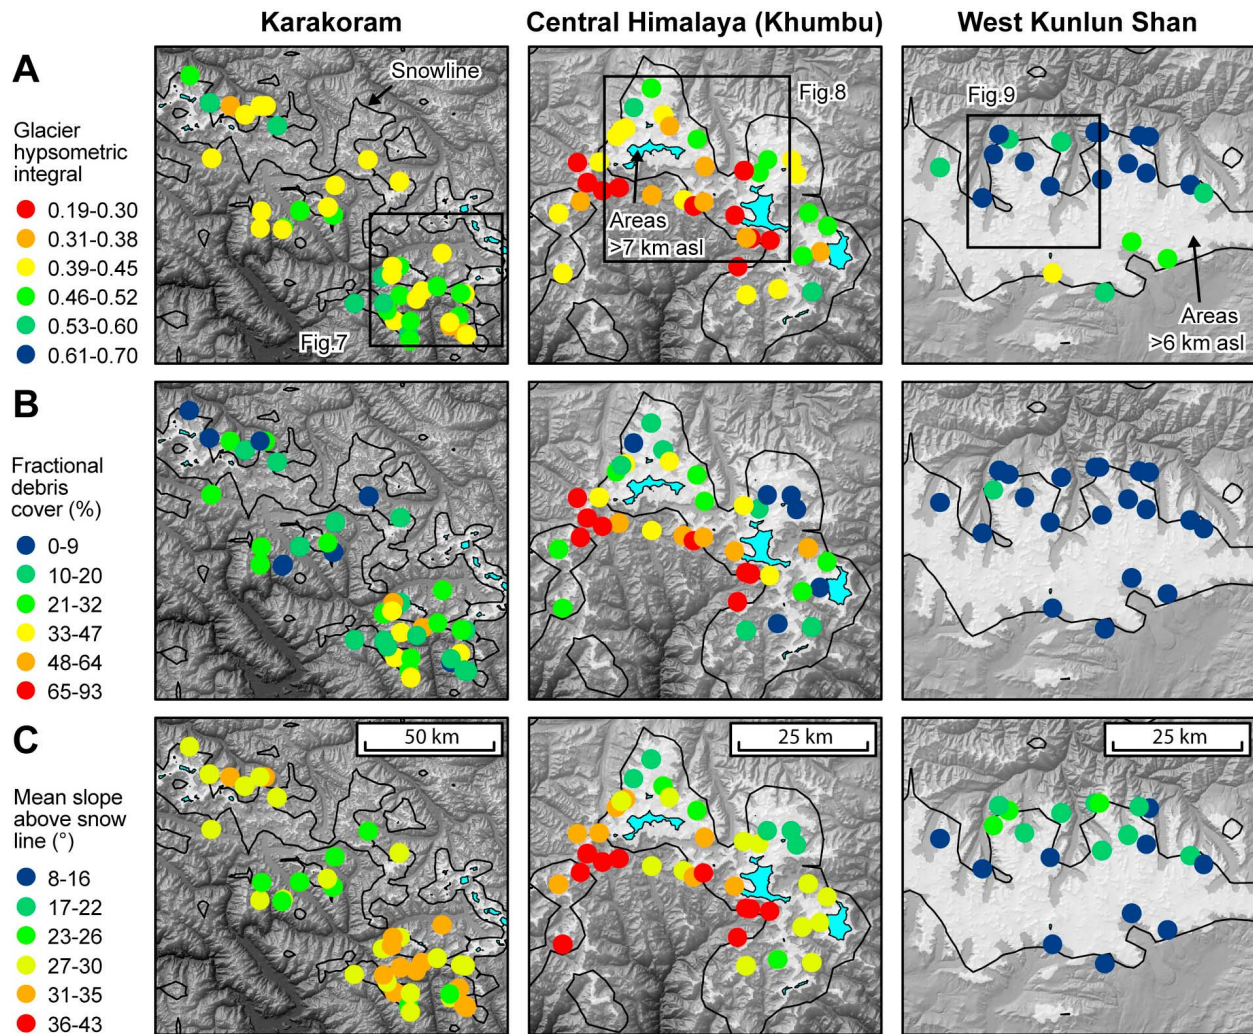 Karakoram
Central Himalaya (Khumbu)
West Kunlun Shan
A
Glacier
hypsometric
integral
0.19-0.30
0.31-0.38
0.39-0.45
0.46-0.52
0.53-0.60
0.61-0.70
Snowline
Fig.7
Fig.8
Areas
>7 km asl
Fig.9
Areas
>6 km asl
B
Fractional
debris
cover (%)
0-9
10-20
21-32
33-47
48-64
65-93
C
Mean slope
above snow
line (°)
8-16
17-22
23-26
27-30
31-35
36-43
50 km
25 km
25 km